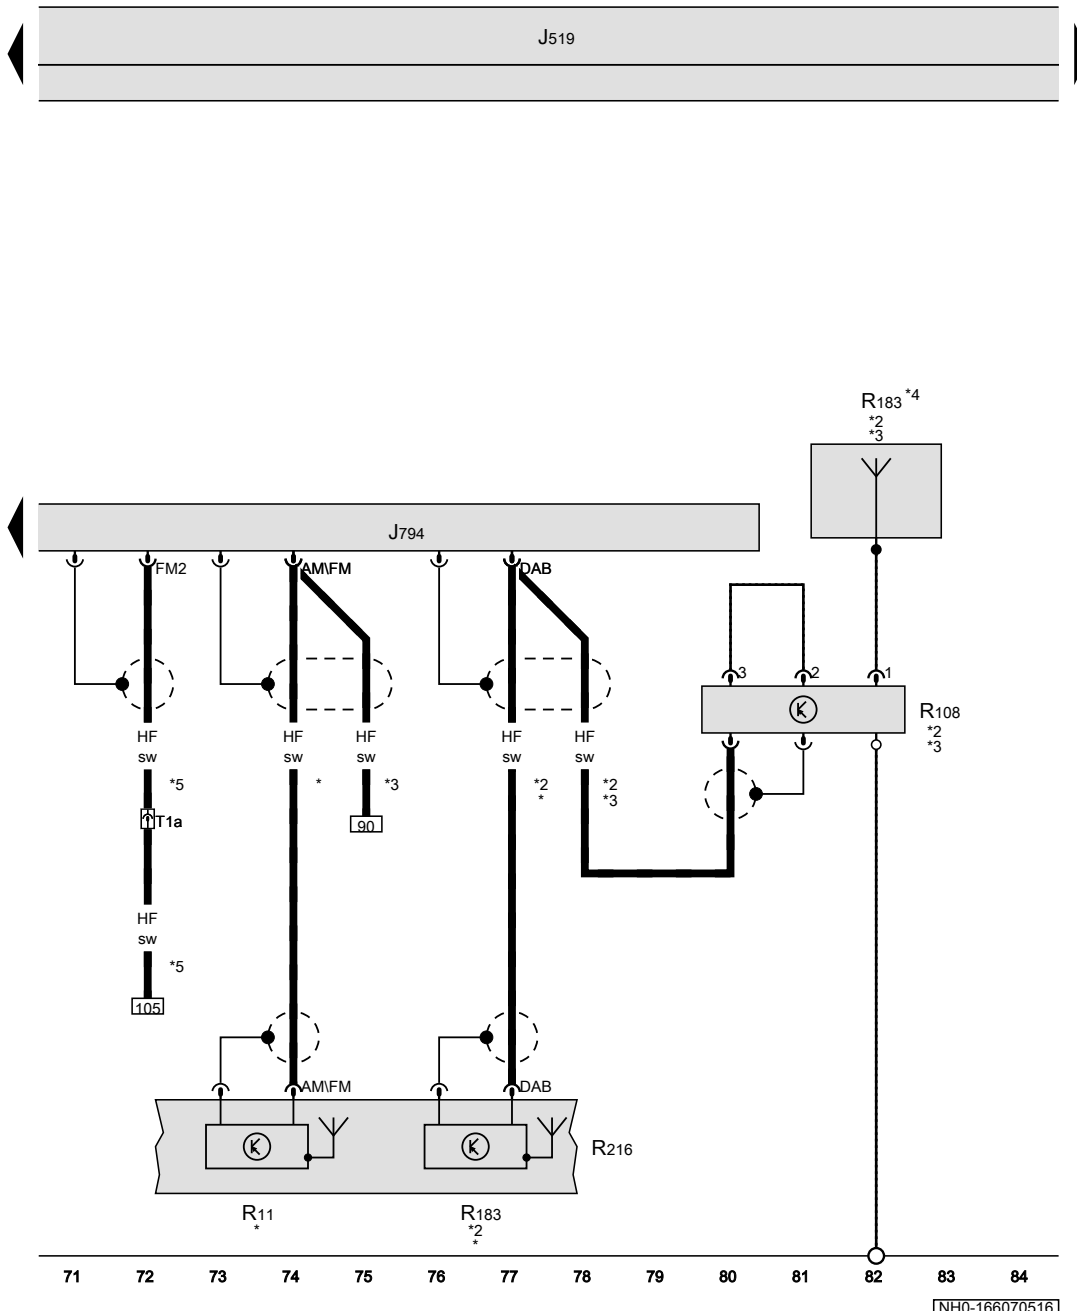 J519
R183 *4
*2
*3
J794
FM2
AM\FM
DAB
3
2
1
R108
*2
*3
HF
sw
*5
HF
sw
*
HF
sw
*3
HF
sw
*2
*
HF
sw
*2
*3
T1a
90
HF
sw
*5
105
AM\FM
DAB
R216
R11
*
R183
*2
*
71 72 73 74 75 76 77 78 79 80 81 82 83 84
NH0-166070516